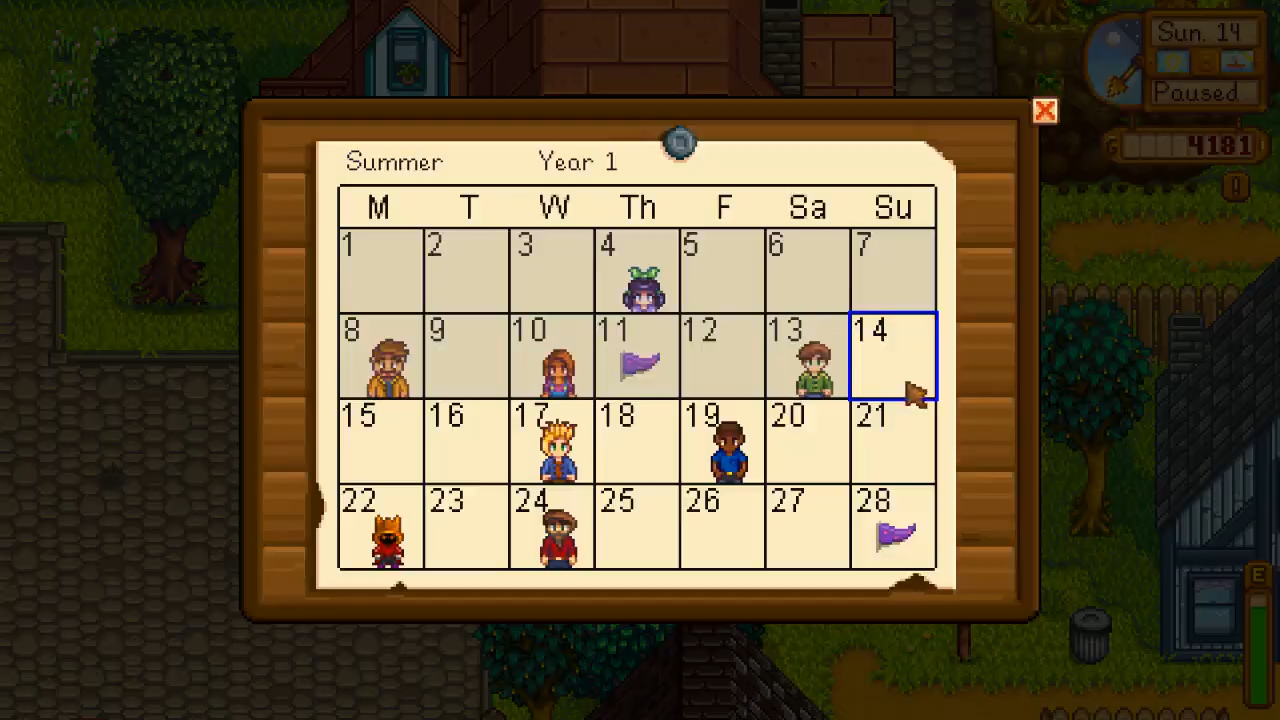 Sun. 14
Paused
G 4181
Summer Year 1
M T W Th F Sa Su
1 2 3 4 5 6 7
8 9 10 11 12 13 14
15 16 17 18 19 20 21
22 23 24 25 26 27 28
E